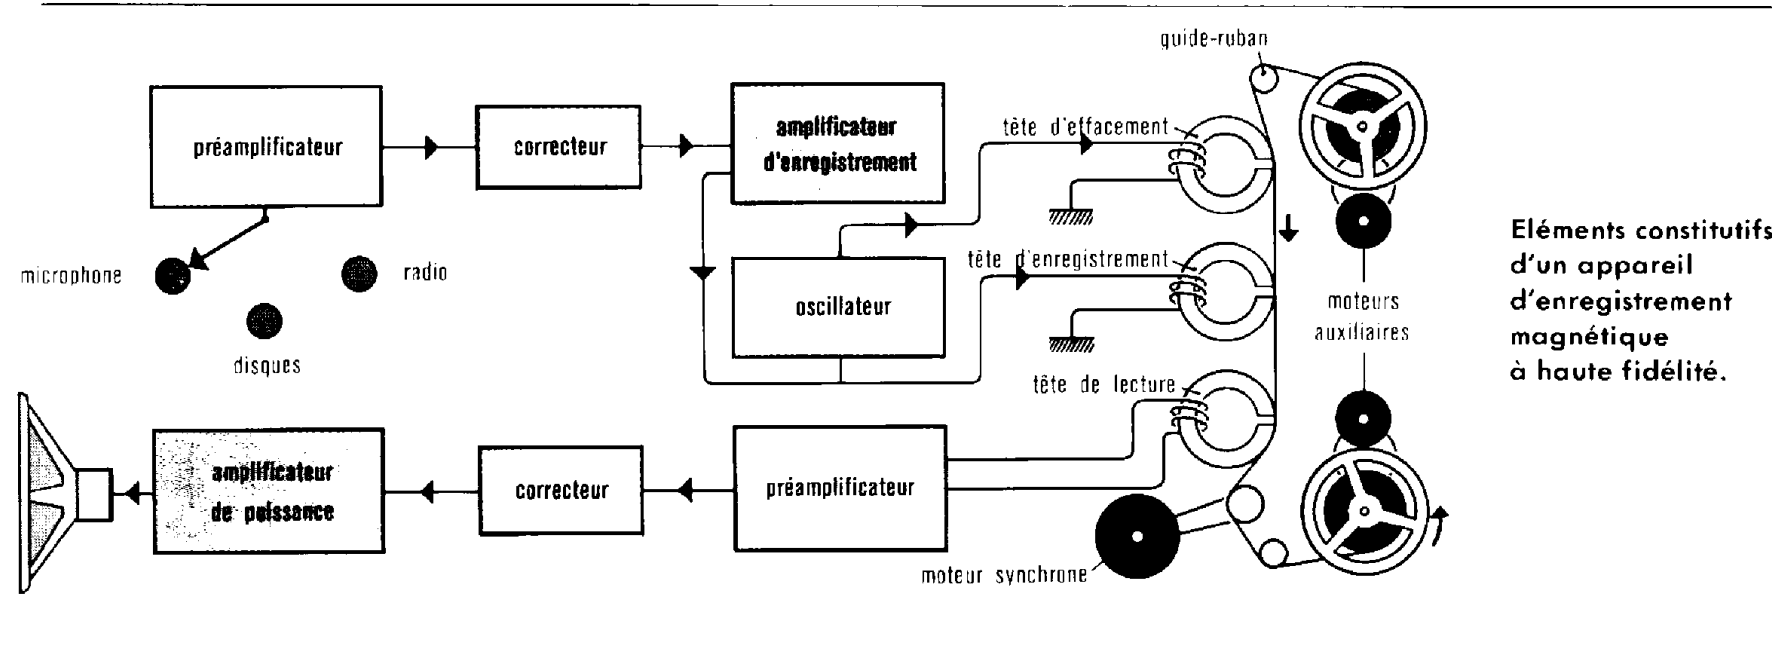 guide-ruban
préamplificateur
correcteur
amplificateur
d'enregistrement
tête d'effacement
microphone
radio
disques
oscillateur
tête d'enregistrement
moteurs
auxiliaires
Eléments constitutifs
d'un appareil
d'enregistrement
magnétique
à haute fidélité.
tête de lecture
amplificateur
de puissance
correcteur
préamplificateur
moteur synchrone